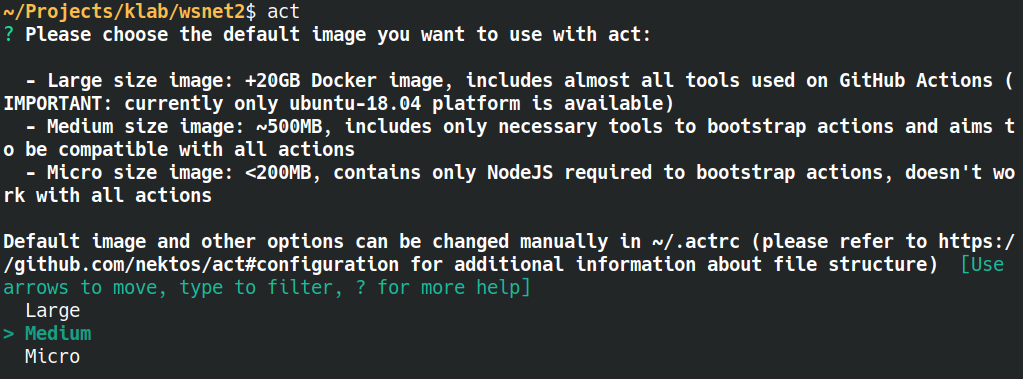 ~/Projects/klab/wsnet2$ act
? Please choose the default image you want to use with act:
- Large size image: +20GB Docker image, includes almost all tools used on GitHub Actions (
IMPORTANT: currently only ubuntu-18.04 platform is available)
- Medium size image: ~500MB, includes only necessary tools to bootstrap actions and aims t
o be compatible with all actions
- Micro size image: <200MB, contains only NodeJS required to bootstrap actions, doesn't wo
rk with all actions
Default image and other options can be changed manually in ~/.actrc (please refer to https:/
/github.com/nektos/act#configuration for additional information about file structure)  [Use
arrows to move, type to filter, ? for more help]
Large
> Medium
Micro